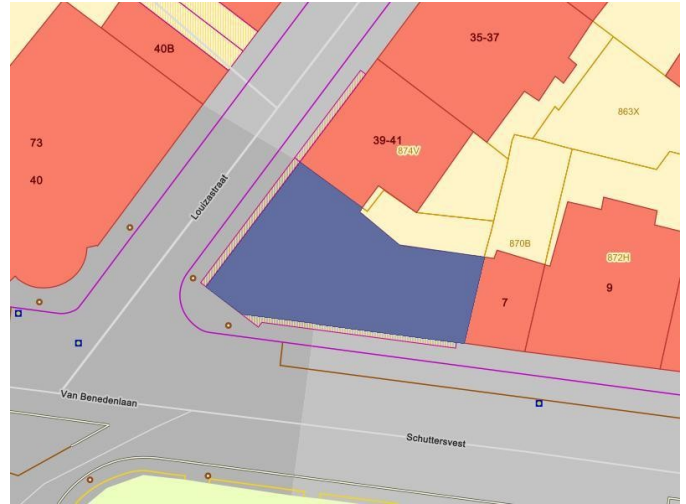 40B
35-37
863X
73
39-41
874V
40
Louizastraat
870B
872H
9
7
Van Benedenlaan
Schuttersvest